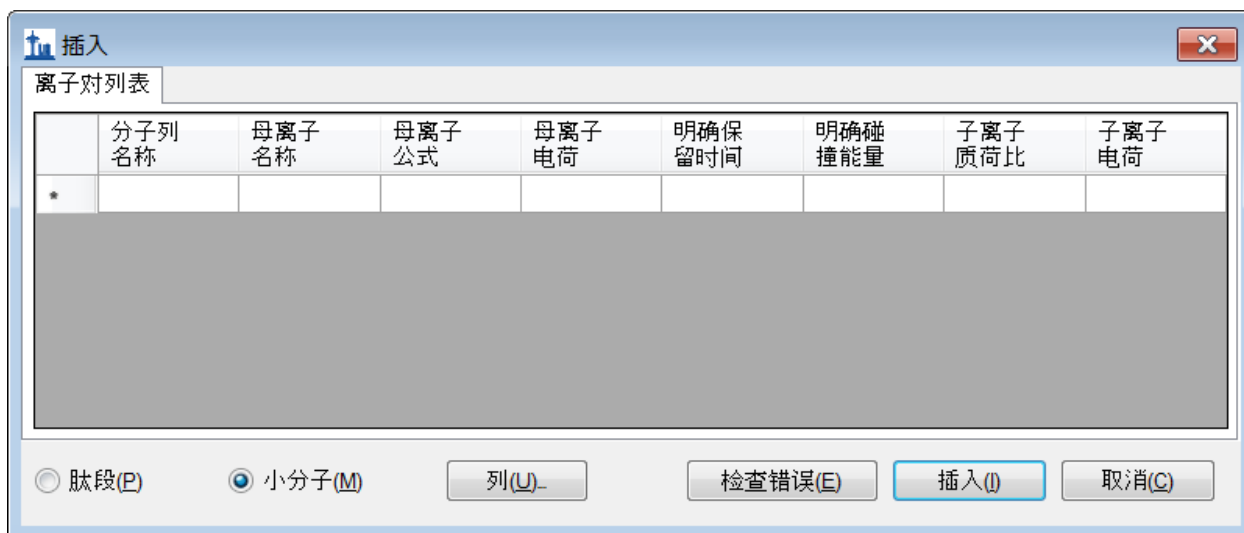 插入
离子对列表
分子列名称 母离子名称 母离子公式 母离子电荷 明确保留时间 明确碰撞能量 子离子质荷比 子离子电荷
*
肽段(P) 小分子(M) 列(U)... 检查错误(E) 插入(I) 取消(C)